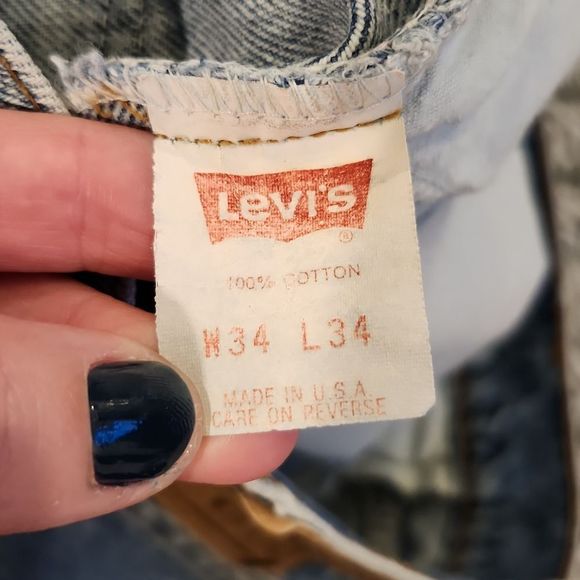 Levi's
®
100% COTTON
W34 L34
MADE IN U.S.A.
CARE ON REVERSE